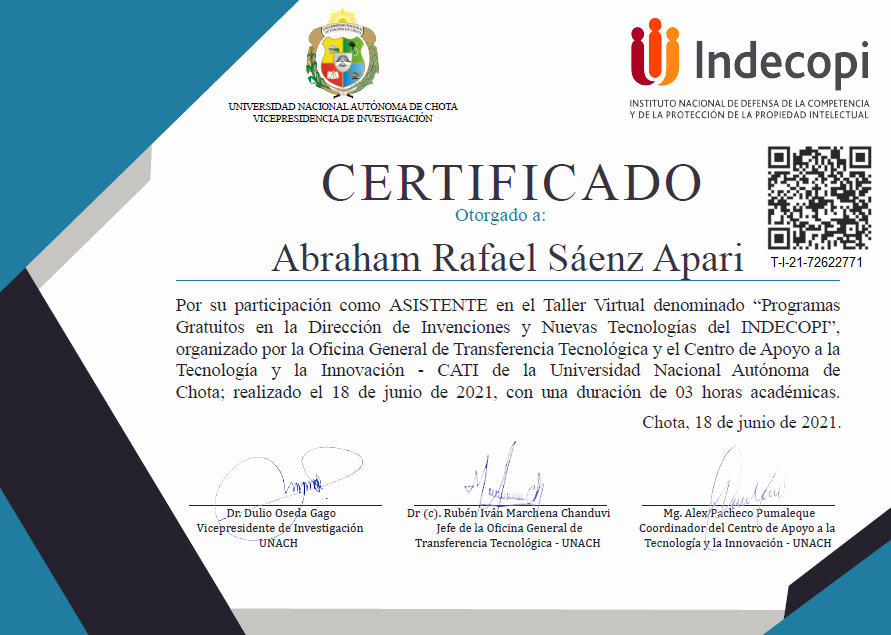 UNIVERSIDAD NACIONAL AUTÓNOMA DE CHOTA
VICEPRESIDENCIA DE INVESTIGACIÓN
Indecopi
INSTITUTO NACIONAL DE DEFENSA DE LA COMPETENCIA
Y DE LA PROTECCIÓN DE LA PROPIEDAD INTELECTUAL
CERTIFICADO
Otorgado a:
Abraham Rafael Sáenz Apari
T-I-21-72622771
Por su participación como ASISTENTE en el Taller Virtual denominado “Programas
Gratuitos en la Dirección de Invenciones y Nuevas Tecnologías del INDECOPI”,
organizado por la Oficina General de Transferencia Tecnológica y el Centro de Apoyo a la
Tecnología y la Innovación - CATI de la Universidad Nacional Autónoma de
Chota; realizado el 18 de junio de 2021, con una duración de 03 horas académicas.
Chota, 18 de junio de 2021.
Dr. Dulio Oseda Gago
Vicepresidente de Investigación
UNACH
Dr (c). Rubén Iván Marchena Chanduvi
Jefe de la Oficina General de
Transferencia Tecnológica - UNACH
Mg. Alex Pacheco Pumaleque
Coordinador del Centro de Apoyo a la
Tecnología y la Innovación - UNACH